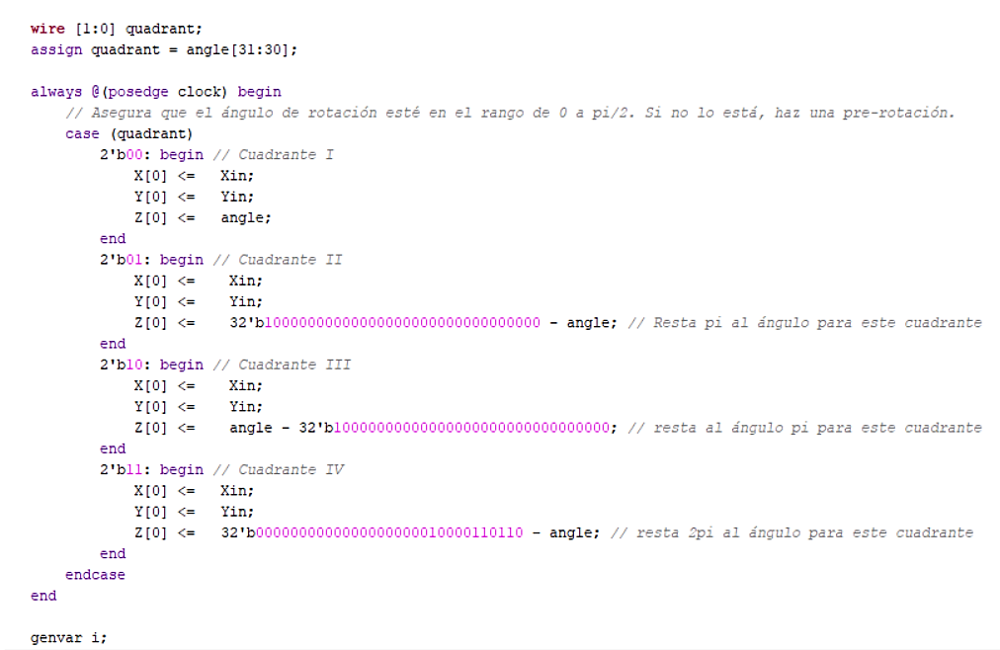 wire [1:0] quadrant;
assign quadrant = angle[31:30];
always @(posedge clock) begin
// Asegura que el ángulo de rotación esté en el rango de 0 a pi/2. Si no lo está, haz una pre-rotación.
case (quadrant)
2'b00: begin // Cuadrante I
X[0] <= Xin;
Y[0] <= Yin;
Z[0] <= angle;
end
2'b01: begin // Cuadrante II
X[0] <= Xin;
Y[0] <= Yin;
Z[0] <= 32'b10000000000000000000000000000000 - angle; // Resta pi al ángulo para este cuadrante
end
2'b10: begin // Cuadrante III
X[0] <= Xin;
Y[0] <= Yin;
Z[0] <= angle - 32'b10000000000000000000000000000000; // resta al ángulo pi para este cuadrante
end
2'b11: begin // Cuadrante IV
X[0] <= Xin;
Y[0] <= Yin;
Z[0] <= 32'b0000000000000000000010000110110 - angle; // resta 2pi al ángulo para este cuadrante
end
endcase
end
genvar i;